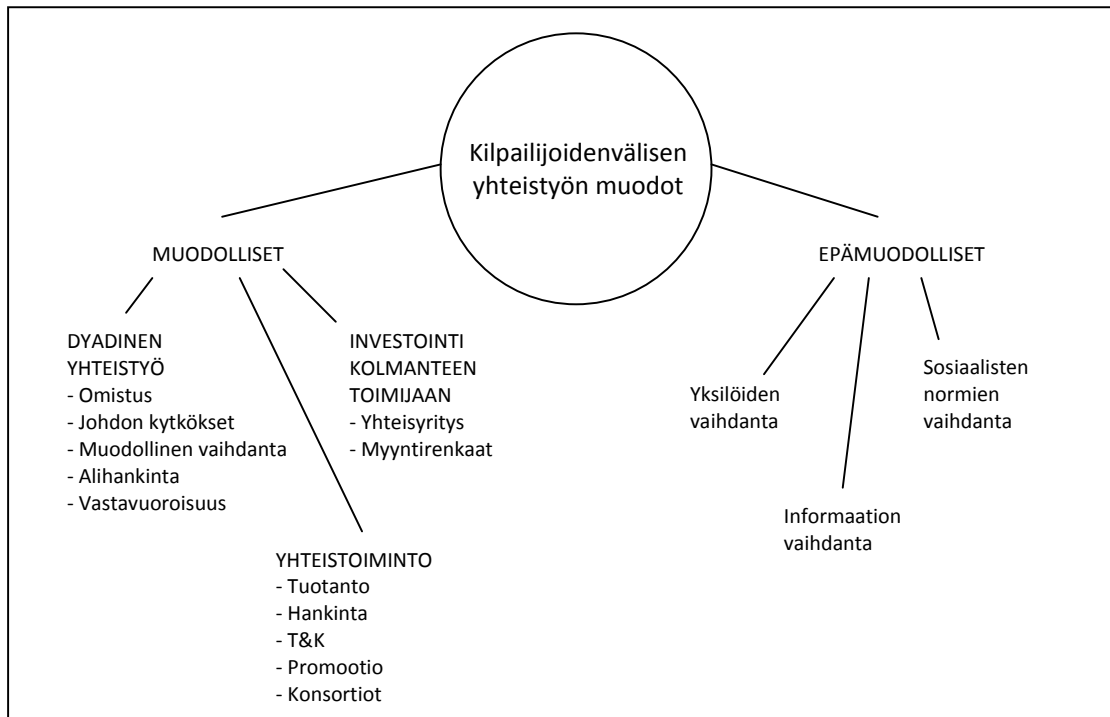 Kilpailijoidenvälisen
yhteistyön muodot
MUODOLLISET
EPÄMUODOLLISET
DYADINEN
YHTEISTYÖ
- Omistus
- Johdon kytkökset
- Muodollinen vaihdanta
- Alihankinta
- Vastavuoroisuus
INVESTOINTI
KOLMANTEEN
TOIMIJAAN
- Yhteisyritys
- Myyntirenkaat
YHTEISTOIMINTO
- Tuotanto
- Hankinta
- T&K
- Promootio
- Konsortiot
Yksilöiden
vaihdanta
Informaation
vaihdanta
Sosiaalisten
normien
vaihdanta